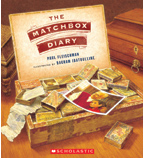 THE
MATCHBOX
DIARY
PAUL FLEISCHMAN
ILLUSTRATED BY BAGRAM IBATOULLINE
SCHOLASTIC